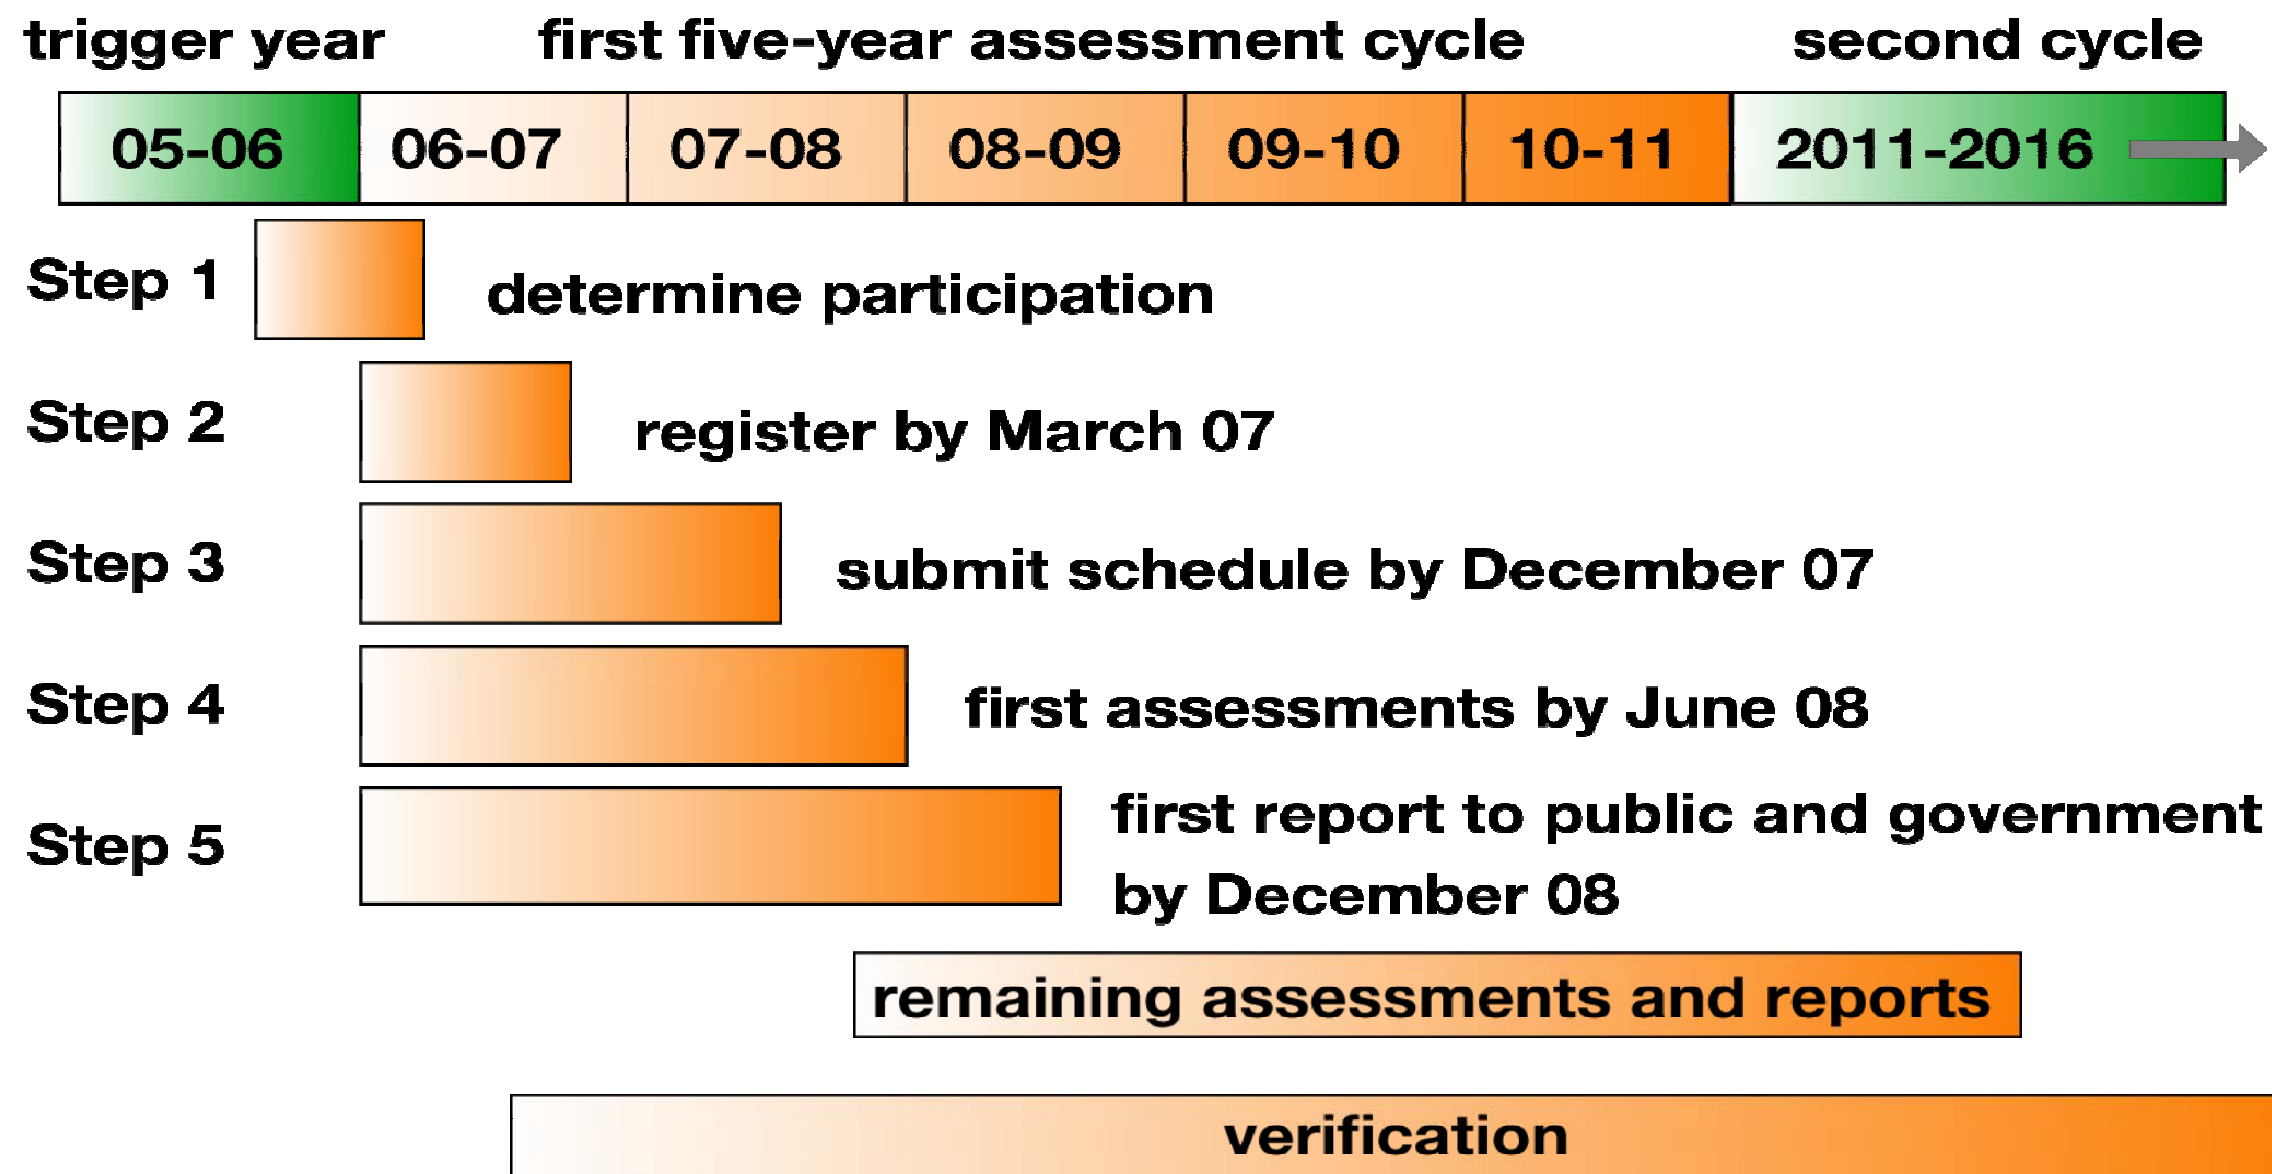 trigger year first five-year assessment cycle second cycle
05-06 06-07 07-08 08-09 09-10 10-11 2011-2016
Step 1 determine participation
Step 2 register by March 07
Step 3 submit schedule by December 07
Step 4 first assessments by June 08
Step 5 first report to public and government
by December 08
remaining assessments and reports
verification